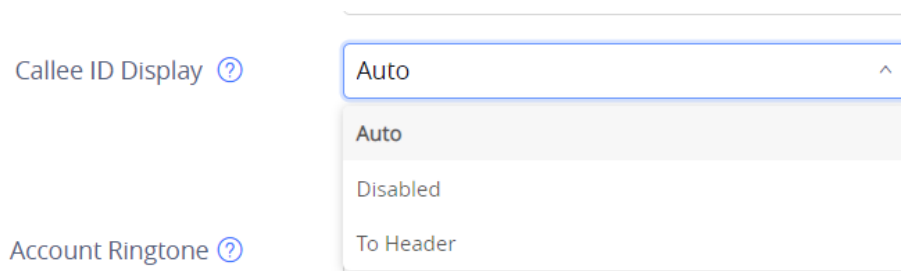 Callee ID Display ?
Auto
Auto
Disabled
To Header
Account Ringtone ?